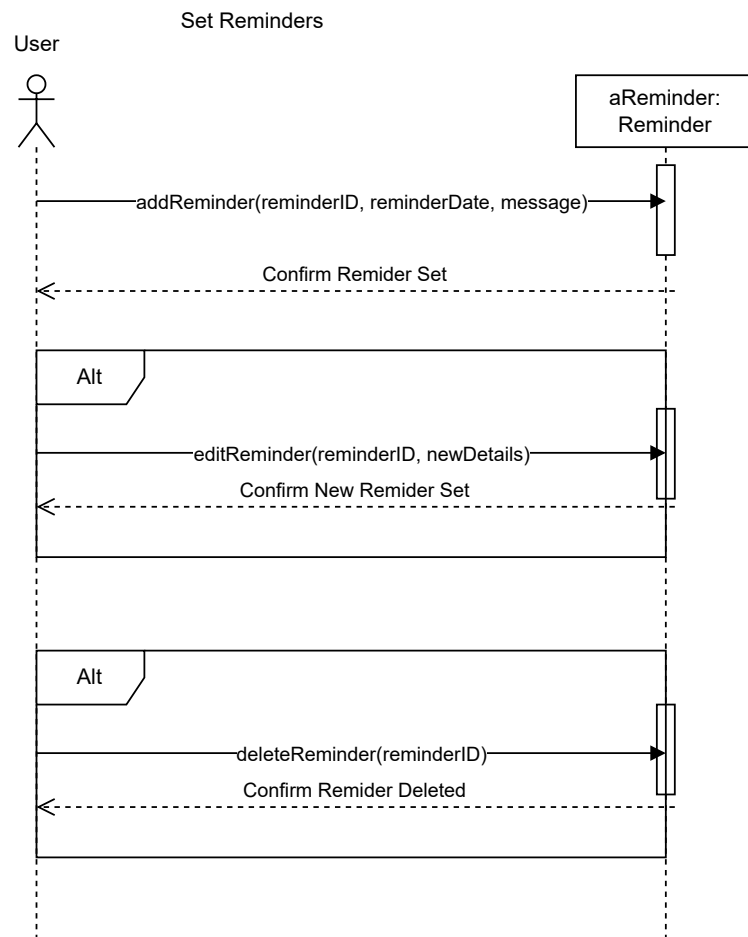 Set Reminders
User
aReminder:
Reminder
addReminder(reminderID, reminderDate, message)
Confirm Remider Set
Alt
editReminder(reminderID, newDetails)
Confirm New Remider Set
Alt
deleteReminder(reminderID)
Confirm Remider Deleted